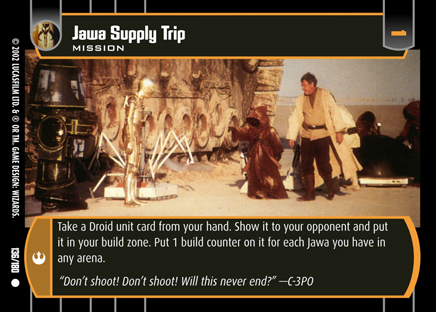 Jawa Supply Trip
MISSION
1
Take a Droid unit card from your hand. Show it to your opponent and put
it in your build zone. Put 1 build counter on it for each Jawa you have in
any arena.
“Don’t shoot! Don’t shoot! Will this never end?” —C-3PO
© 2002 LUCASFILM LTD. & ® OR TM. GAME DESIGN: WIZARDS.
136/180